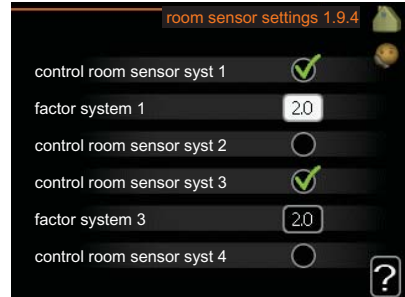 room sensor settings 1.9.4
control room sensor syst 1
factor system 1 2.0
control room sensor syst 2
control room sensor syst 3
factor system 3 2.0
control room sensor syst 4
?